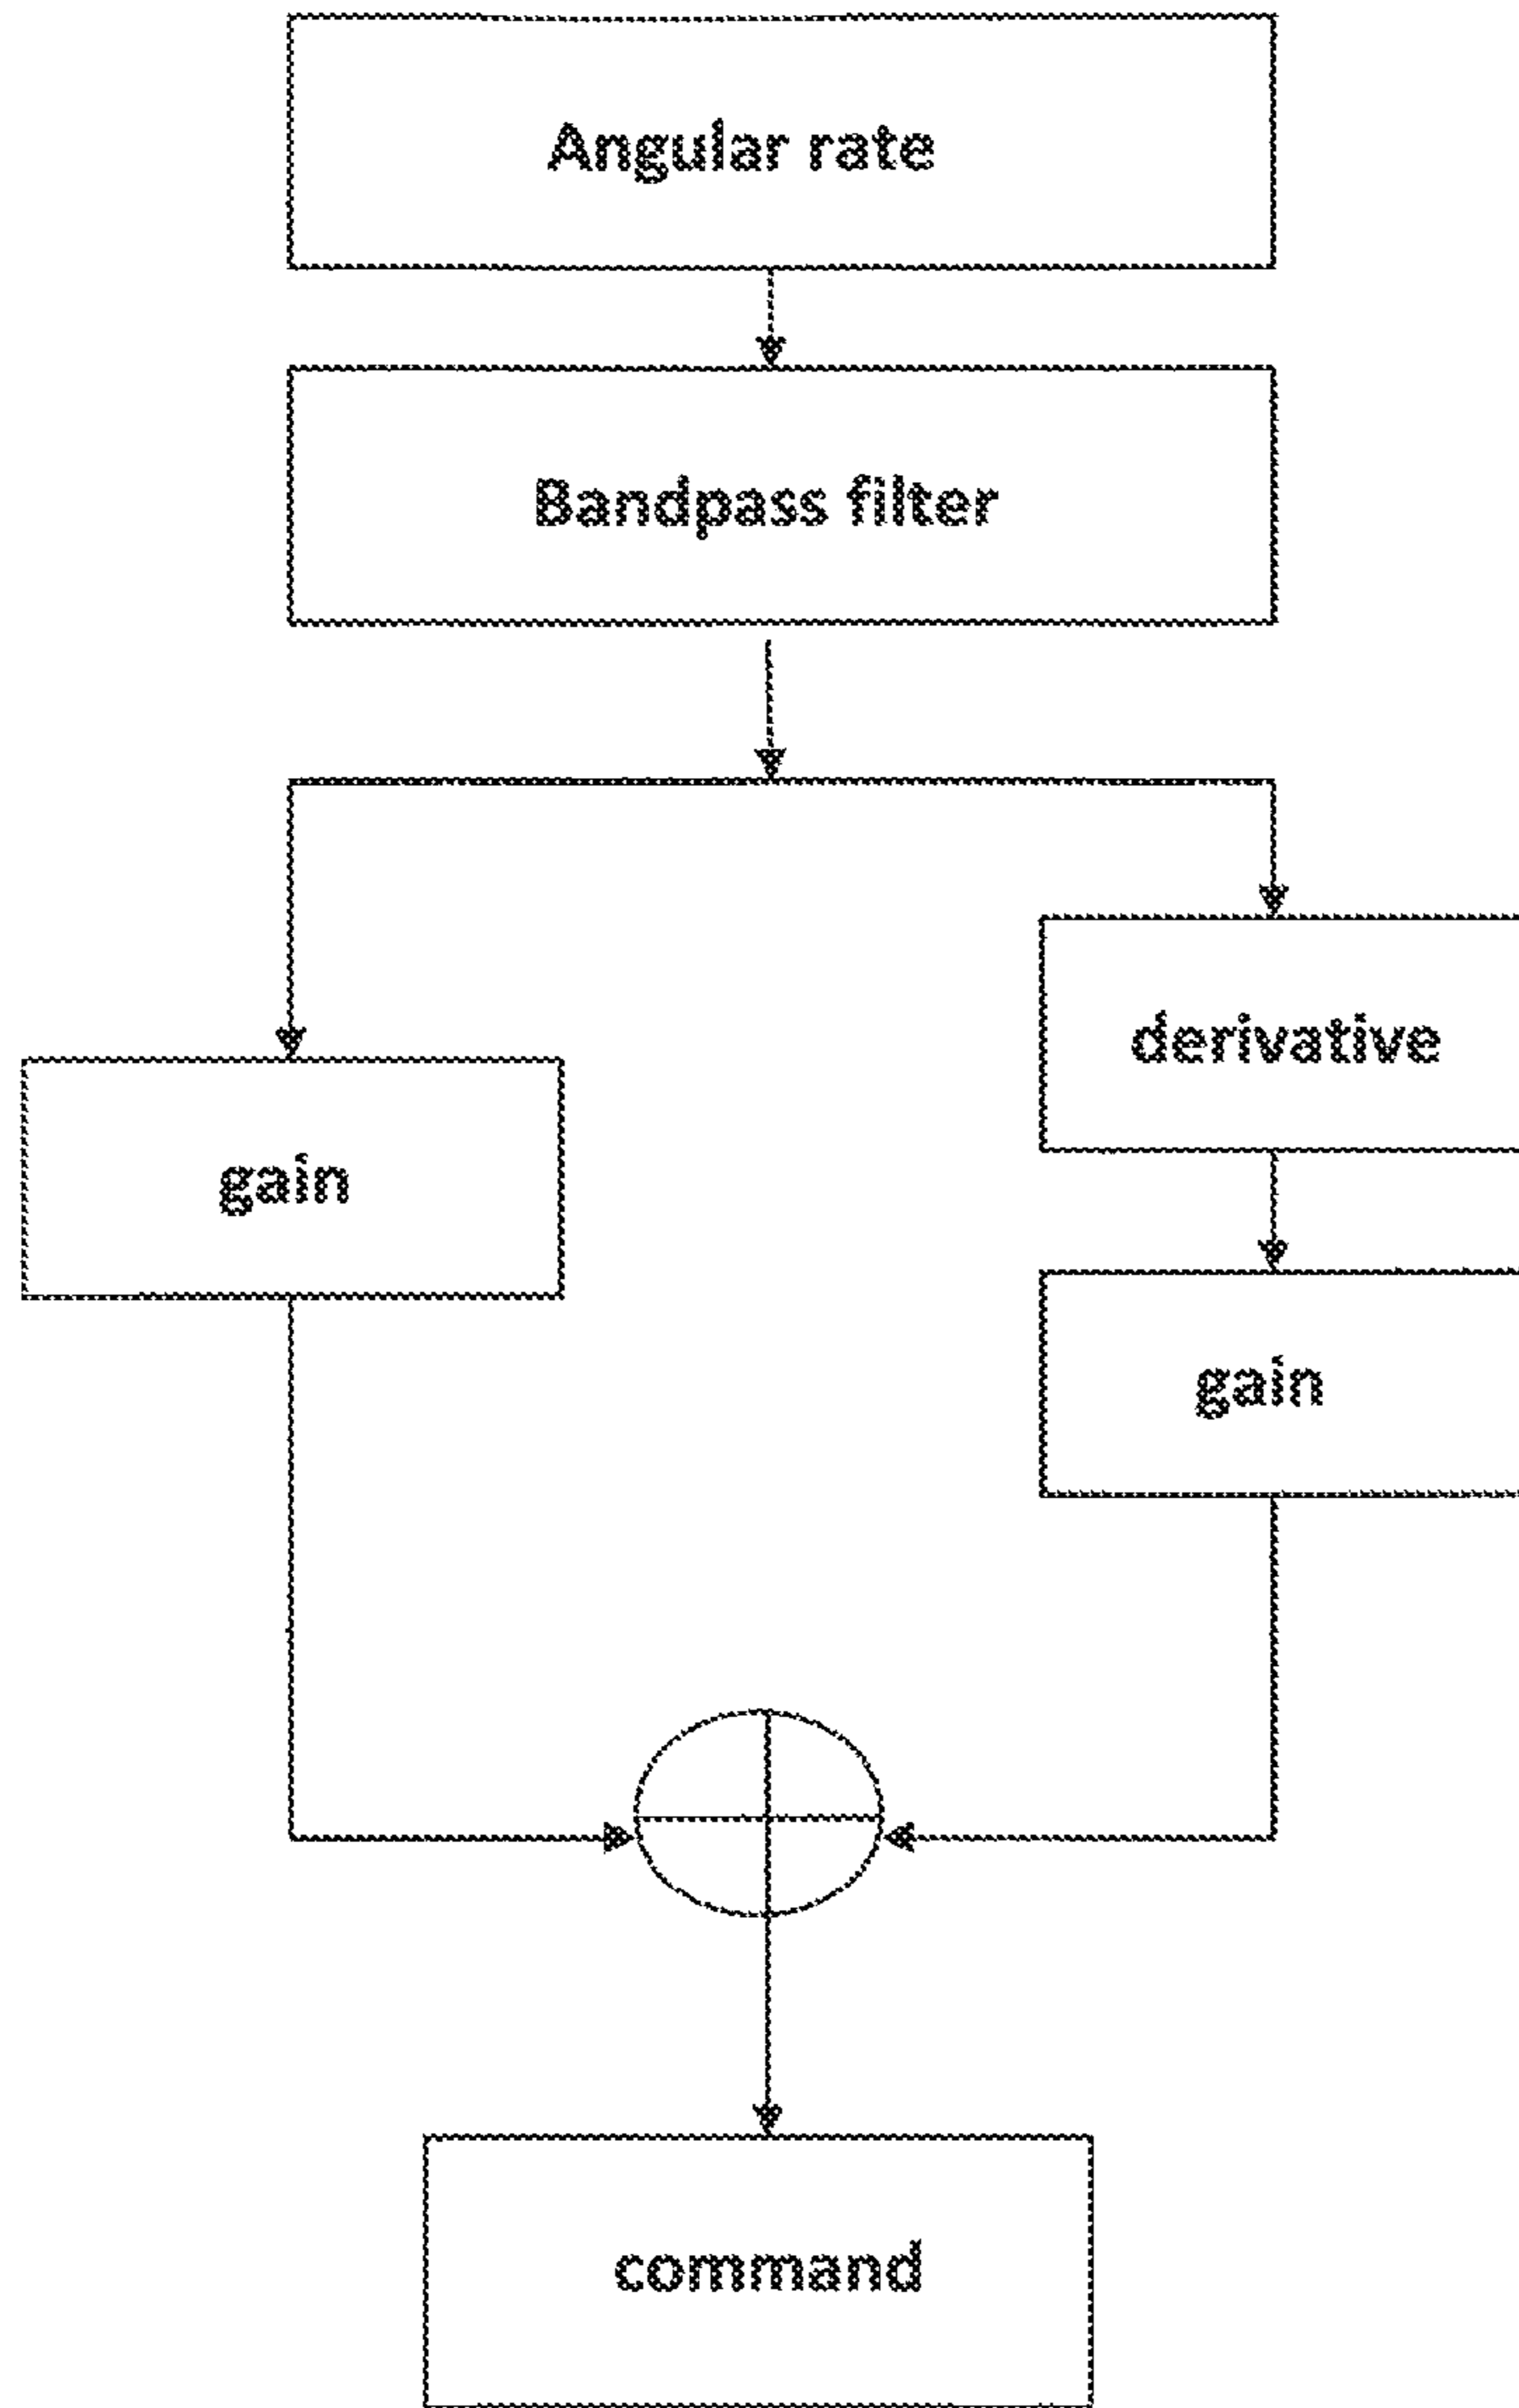 Angular rate
Bandpass filter
derivative
gain
gain
command